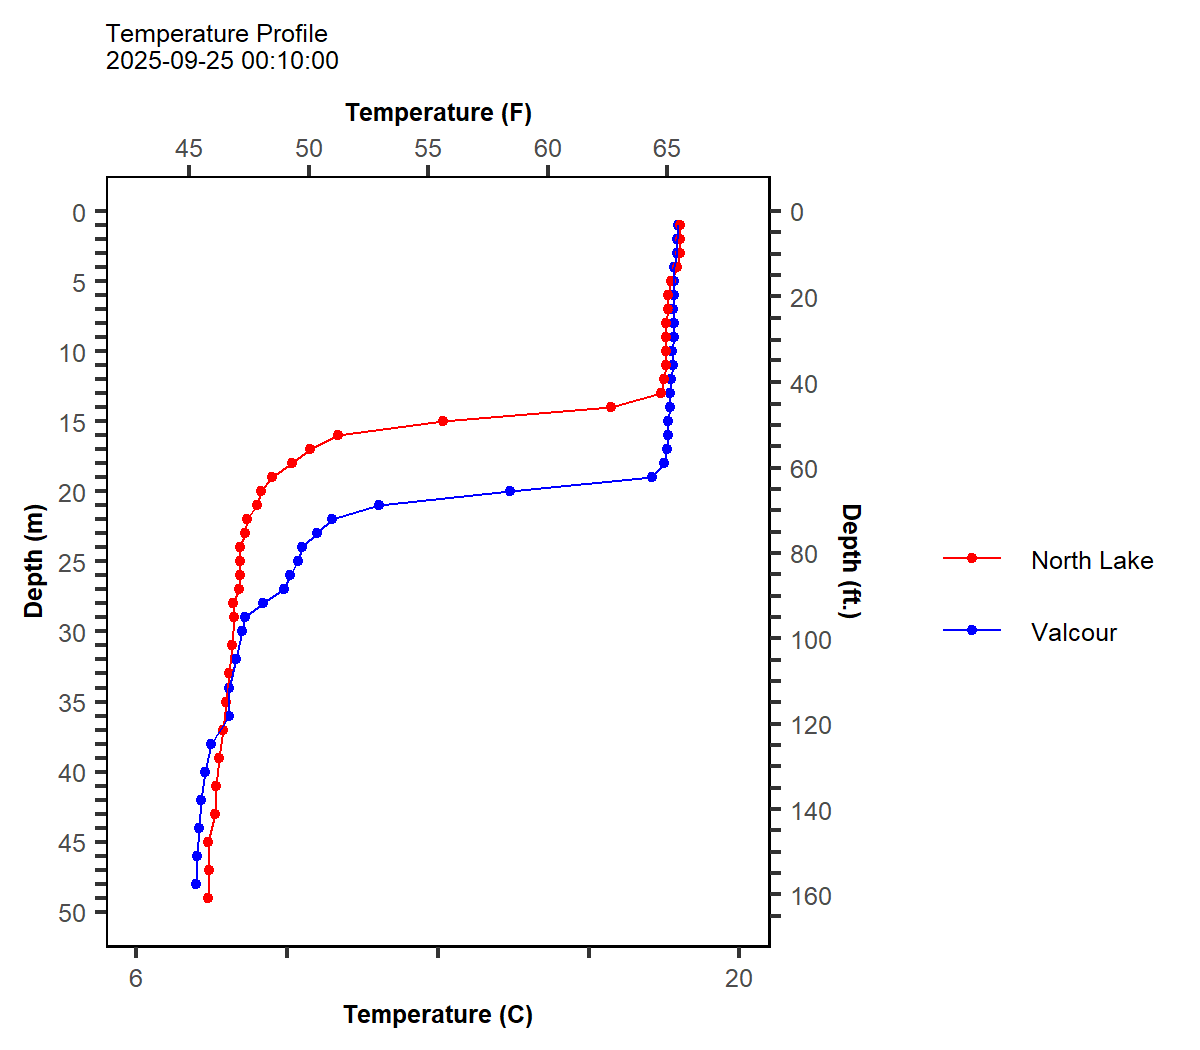 Temperature Profile
2025-09-25 00:10:00
Temperature (F)
45 50 55 60 65
0 0
5
20
10
40
15
60
20
Depth (m)
Depth (ft.)
80
25
North Lake
30
100
Valcour
35
120
40
140
45
160
50
6 20
Temperature (C)